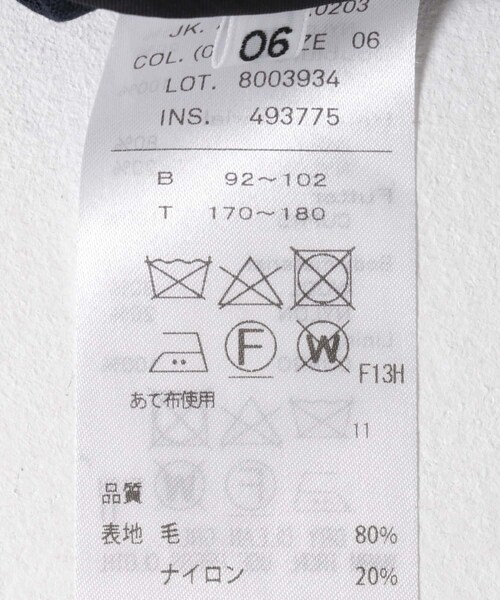 JK. .0203
COL. (0 06 ZE 06
LOT. 8003934
INS. 493775
B 92～102
T 170～180
F W F13H
あて布使用
11
品質
表地 毛 80%
ナイロン 20%